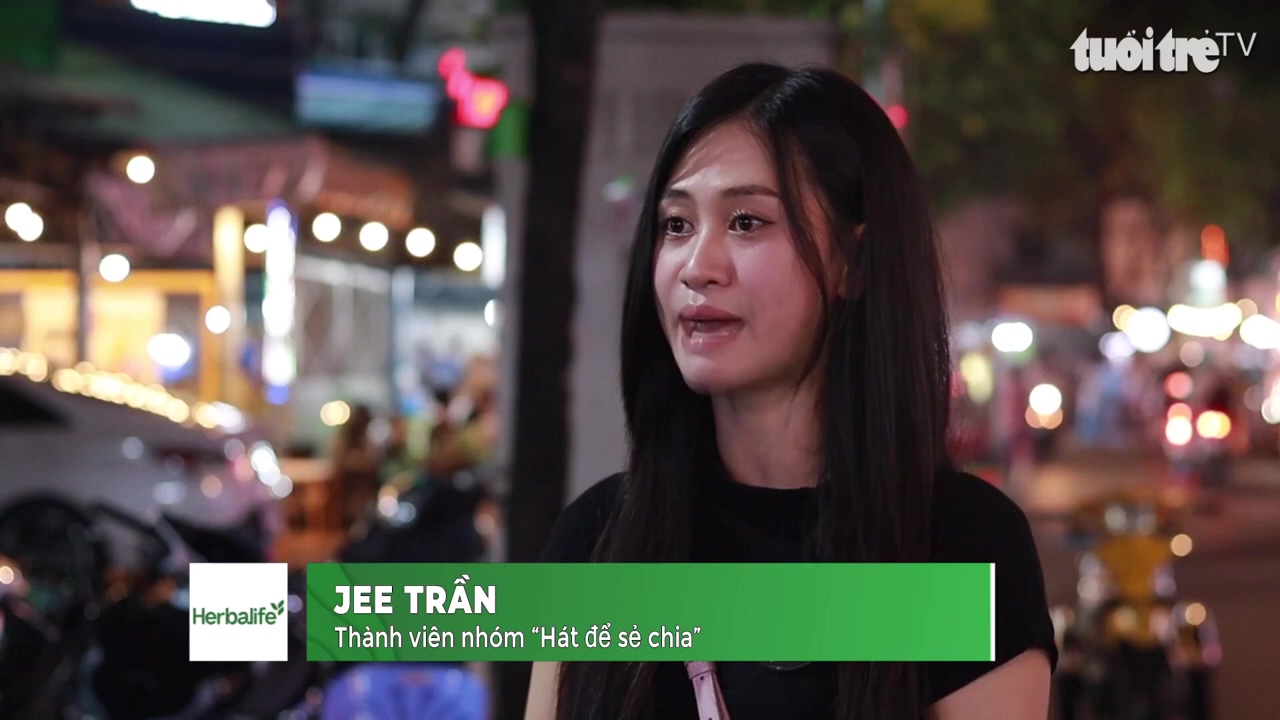 tuổi trẻ TV
JEE TRẦN
Herbalife
Thành viên nhóm “Hát để sẻ chia”